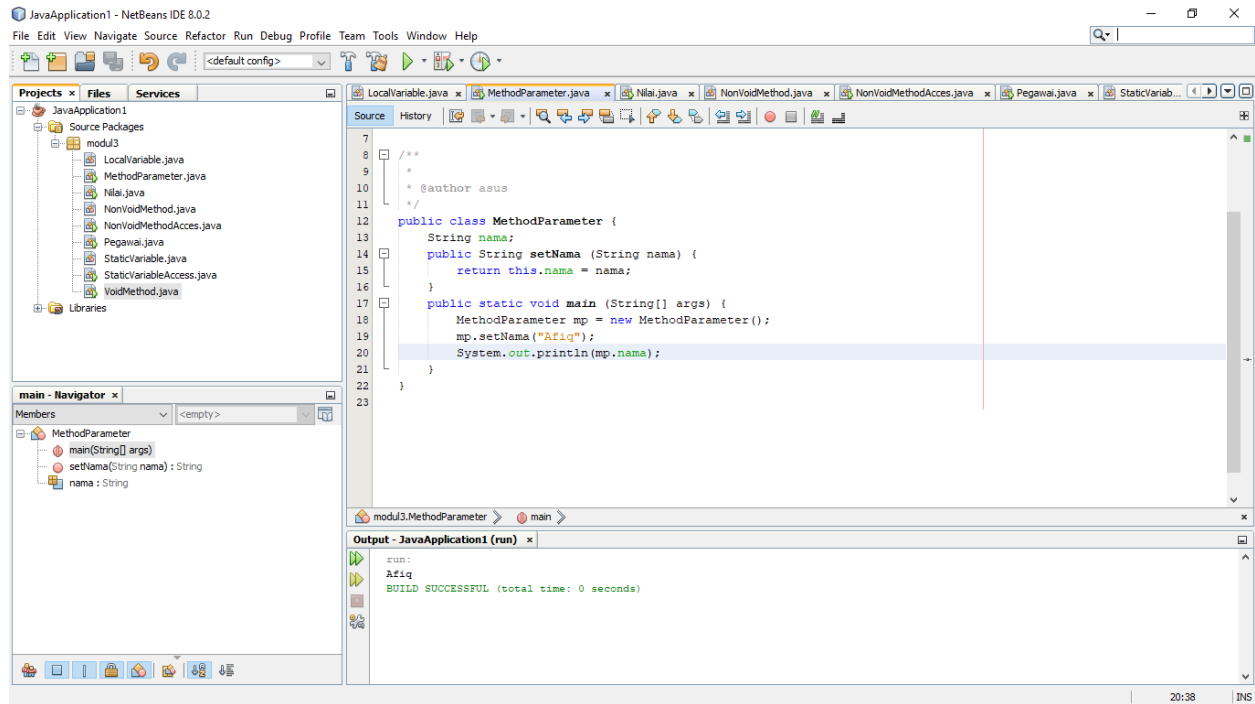 JavaApplication1 - NetBeans IDE 8.0.2
File Edit View Navigate Source Refactor Run Debug Profile Team Tools Window Help
<default config>
Projects × Files Services
JavaApplication1
Source Packages
modul3
LocalVariable.java
MethodParameter.java
Nilai.java
NonVoidMethod.java
NonVoidMethodAcces.java
Pegawai.java
StaticVariable.java
StaticVariableAccess.java
VoidMethod.java
Libraries
main - Navigator ×
Members <empty>
MethodParameter
main(String[] args)
setNama(String nama) : String
nama : String
LocalVariable.java × MethodParameter.java × Nilai.java × NonVoidMethod.java × NonVoidMethodAcces.java × Pegawai.java × StaticVariab...
Source History
7
8 /**
9 *
10 * @author asus
11 */
12 public class MethodParameter {
13 String nama;
14 public String setNama (String nama) {
15 return this.nama = nama;
16 }
17 public static void main (String[] args) {
18 MethodParameter mp = new MethodParameter();
19 mp.setNama("Afiq");
20 System.out.println(mp.nama);
21 }
22 }
23
modul3.MethodParameter main
Output - JavaApplication1 (run) ×
run:
Afiq
BUILD SUCCESSFUL (total time: 0 seconds)
20:38 INS